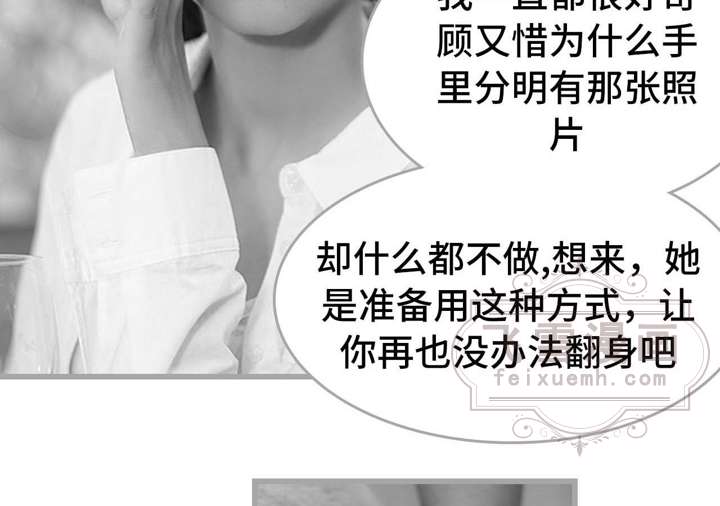 我一直都很好奇
顾又惜为什么手
里分明有那张照
片
却什么都不做,想来，她
是准备用这种方式，让
你再也没办法翻身吧
飞雪漫画
feixuemh.com